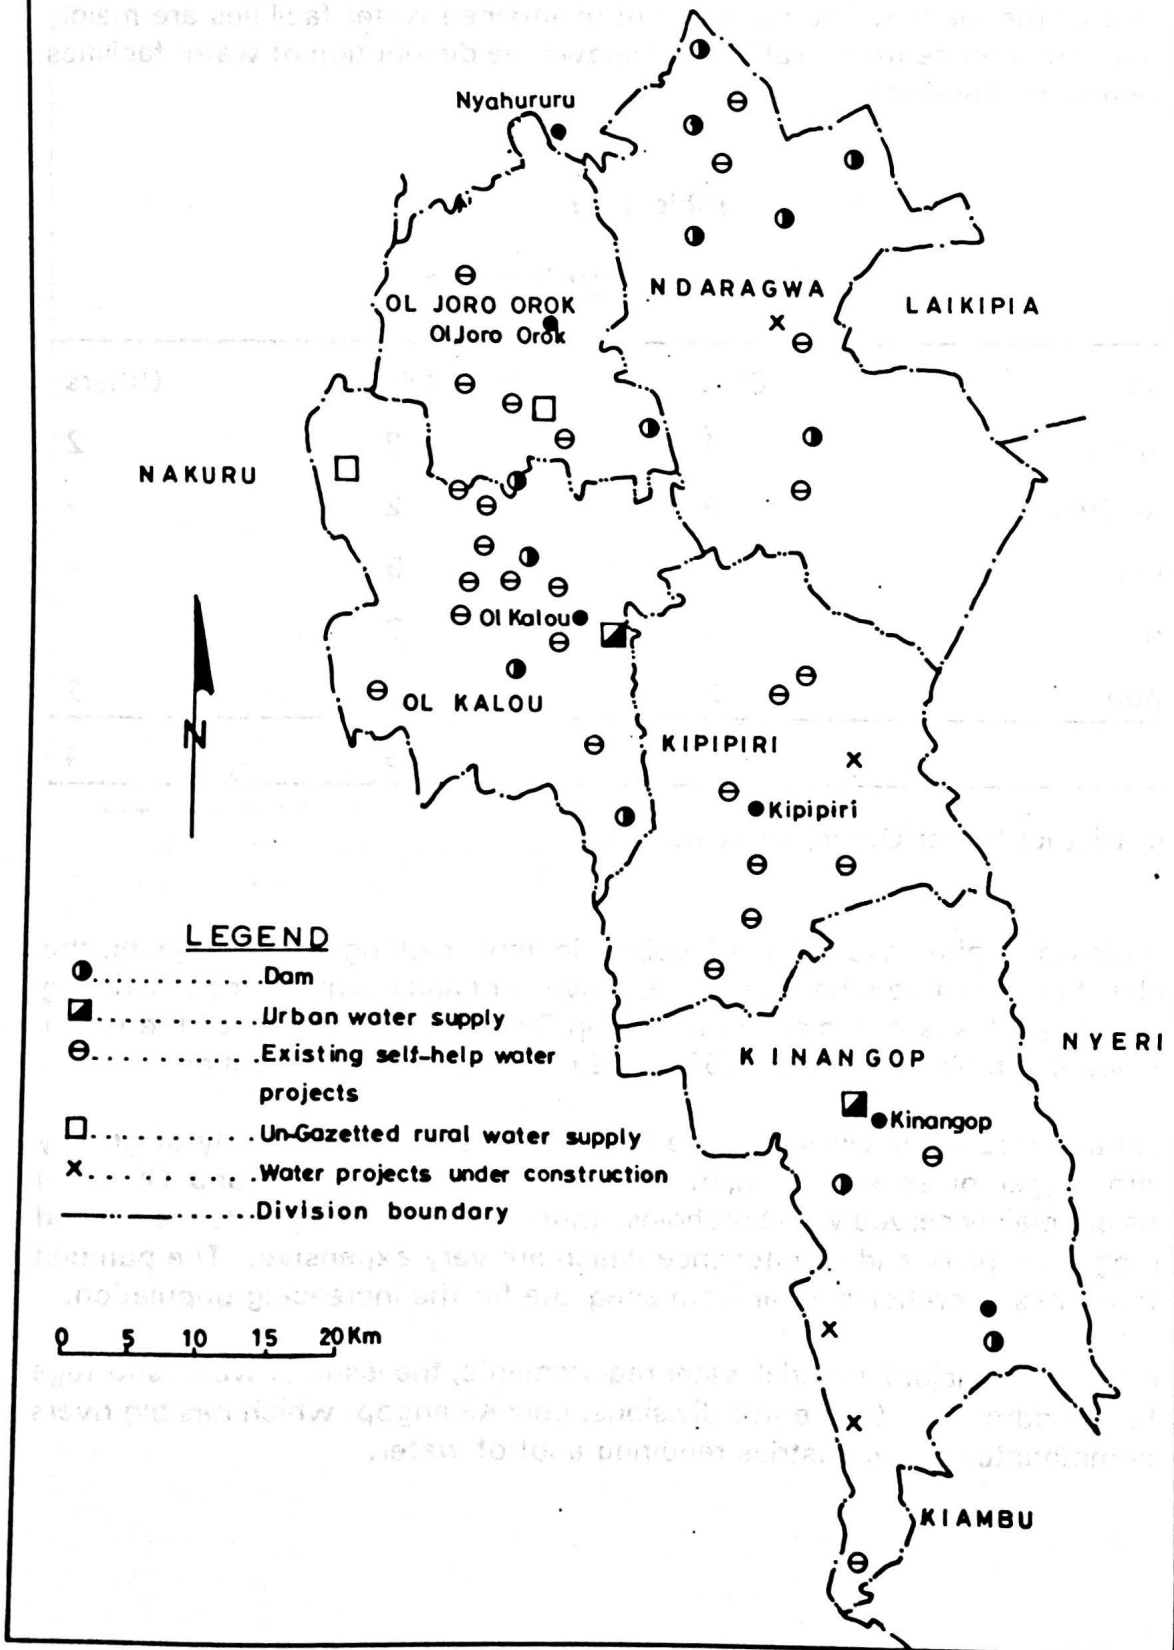 Nyahururu
NDARAGWA
LAIKIPIA
OL JORO OROK
Ol Joro Orok
NAKURU
Ol Kalou
OL KALOU
N
KIPIPIRI
Kipipiri
LEGEND
Dam
Urban water supply
Existing self-help water
projects
Un-Gazetted rural water supply
Water projects under construction
Division boundary
0 5 10 15 20 Km
KINANGOP
NYERI
Kinangop
KIAMBU